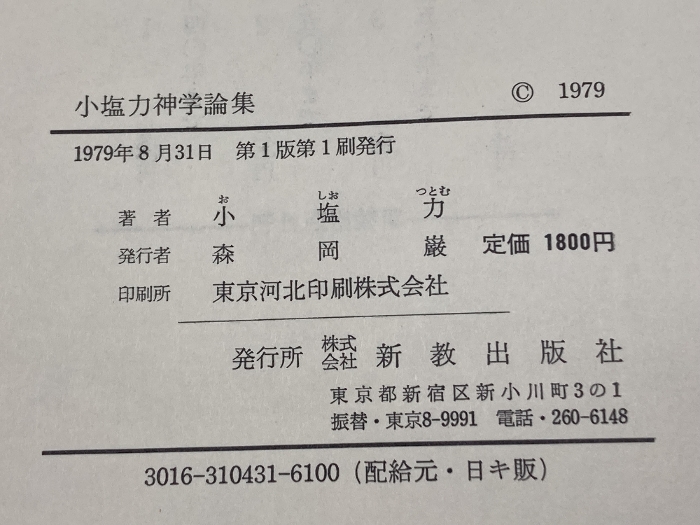 小塩力神学論集
© 1979
1979年8月31日 第1版第1刷発行
お しお つとむ
著者 小塩力
発行者 森岡巌 定価 1800円
印刷所 東京河北印刷株式会社
発行所 株式会社 新教出版社
東京都新宿区新小川町3の1
振替・東京8-9991 電話・260-6148
3016-310431-6100(配給元・日キ販)